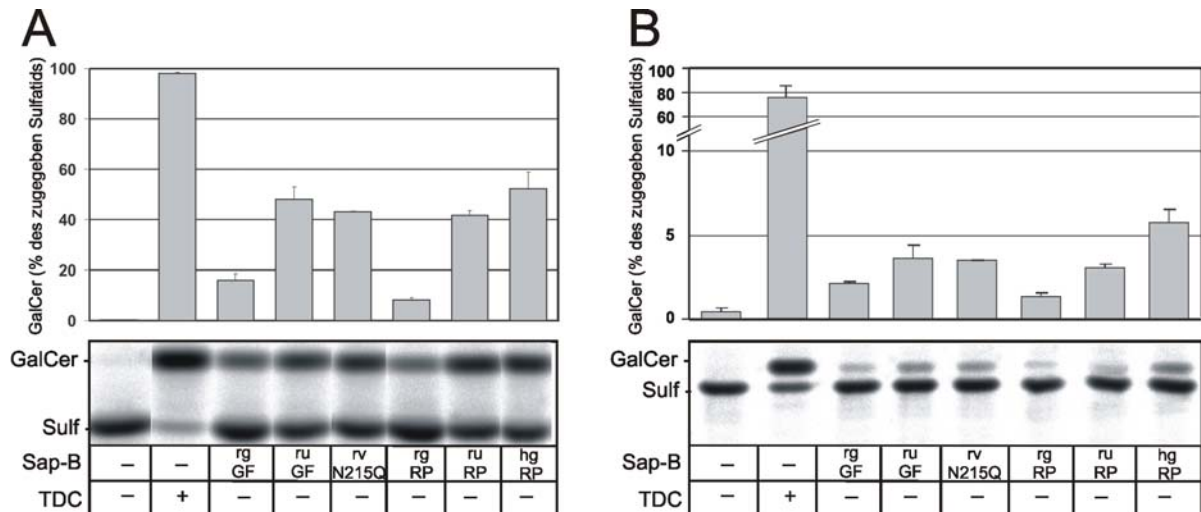 A
GalCer (% des zugegeben Sulfatids)
100
80
60
40
20
0
GalCer
Sulf
Sap-B – – rg GF ru GF rv N215Q rg RP ru RP hg RP
TDC – + – – – – – –
B
GalCer (% des zugegeben Sulfatids)
100
80
60
10
5
0
GalCer
Sulf
Sap-B – – rg GF ru GF rv N215Q rg RP ru RP hg RP
TDC – + – – – – – –